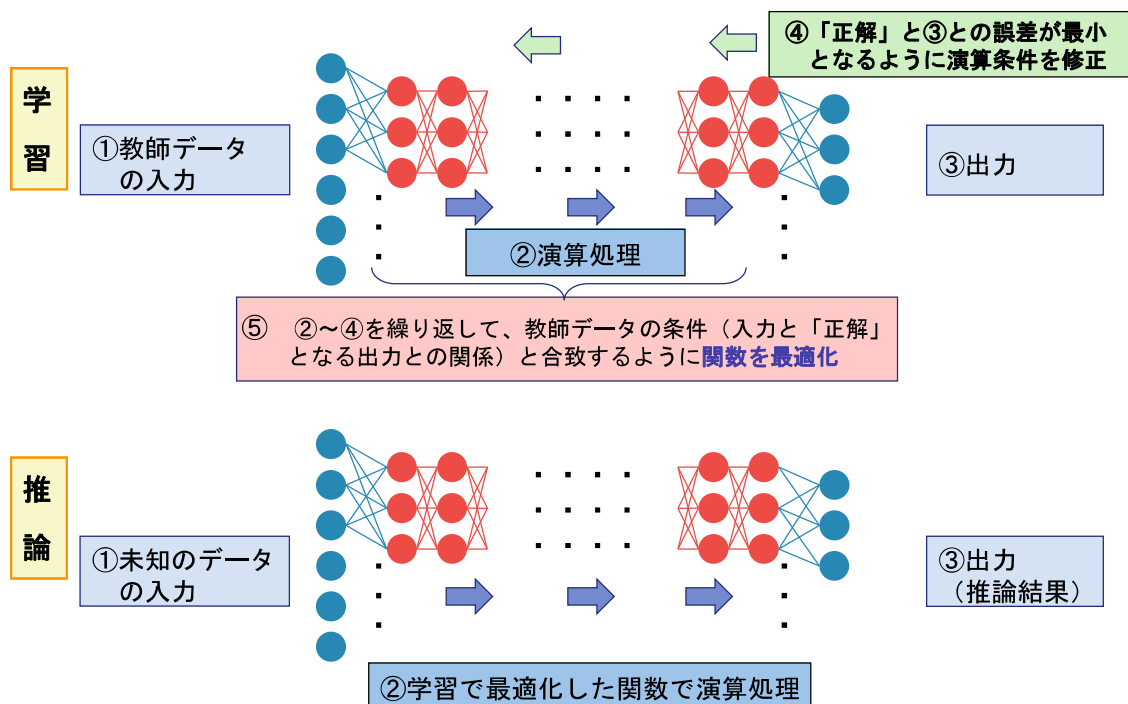 ④「正解」と③との誤差が最小
となるように演算条件を修正
学
習
①教師データ
の入力
③出力
②演算処理
⑤ ②～④を繰り返して、教師データの条件（入力と「正解」
となる出力との関係）と合致するように関数を最適化
推
論
①未知のデータ
の入力
③出力
（推論結果）
②学習で最適化した関数で演算処理